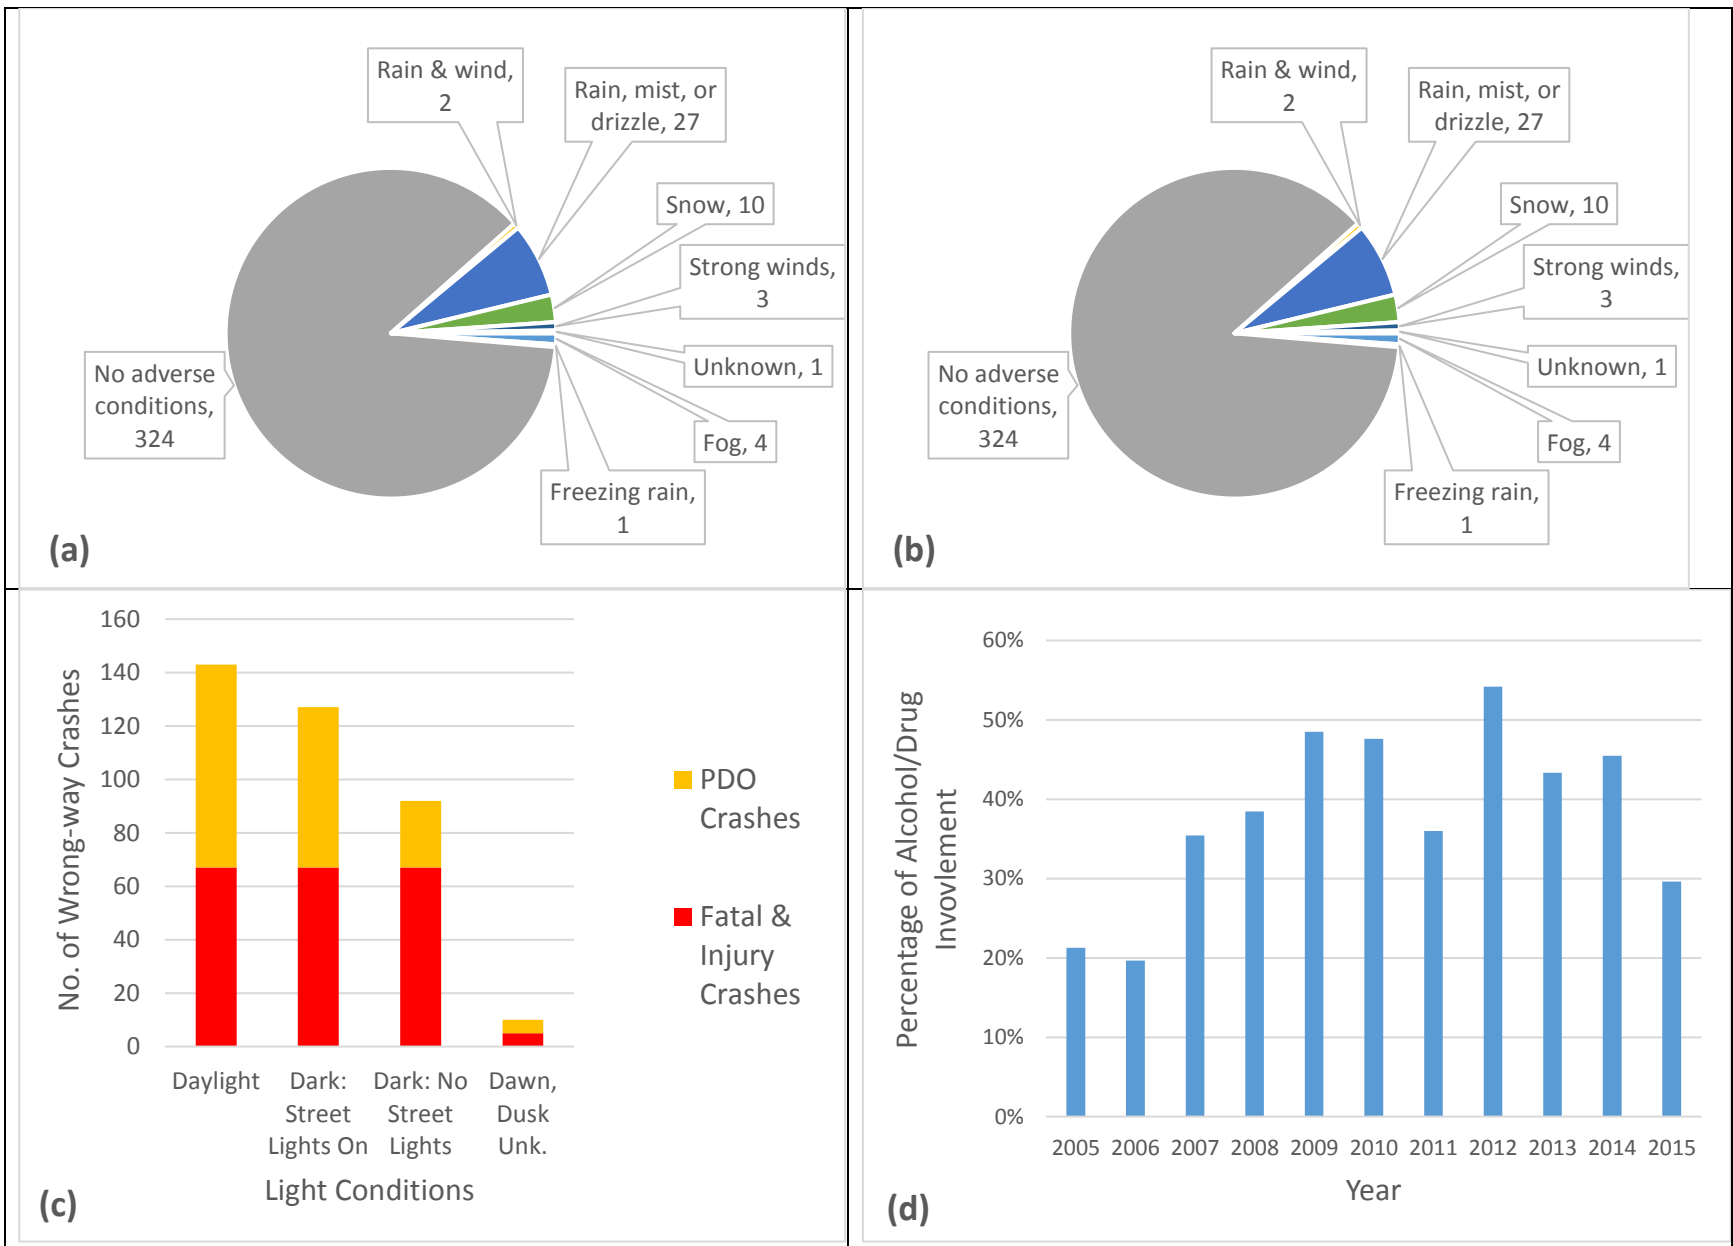 Rain & wind,
2
Rain, mist, or
drizzle, 27
Snow, 10
Strong winds,
3
Unknown, 1
Fog, 4
Freezing rain,
1
No adverse
conditions,
324
(a)
Rain & wind,
2
Rain, mist, or
drizzle, 27
Snow, 10
Strong winds,
3
Unknown, 1
Fog, 4
Freezing rain,
1
No adverse
conditions,
324
(b)
No. of Wrong-way Crashes
160
140
120
100
80
60
40
20
0
Daylight
Dark:
Street
Lights On
Dark: No
Street
Lights
Dawn,
Dusk
Unk.
Light Conditions
PDO
Crashes
Fatal &
Injury
Crashes
(c)
Percentage of Alcohol/Drug
Invovlement
60%
50%
40%
30%
20%
10%
0%
2005 2006 2007 2008 2009 2010 2011 2012 2013 2014 2015
Year
(d)